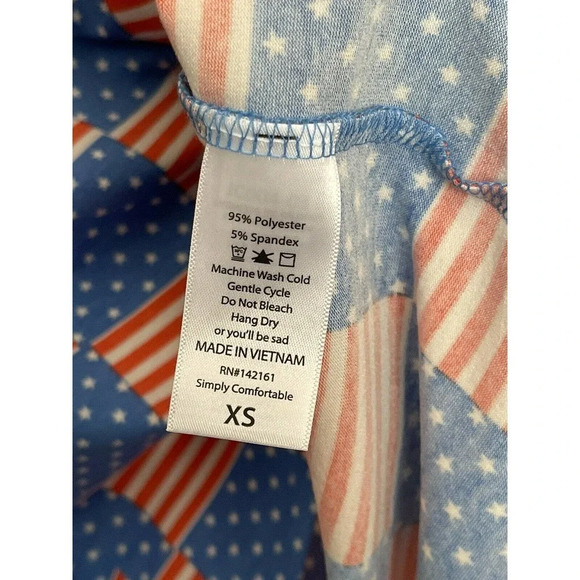 95% Polyester
5% Spandex
Machine Wash Cold
Gentle Cycle
Do Not Bleach
Hang Dry
or you'll be sad
MADE IN VIETNAM
RN#142161
Simply Comfortable
XS